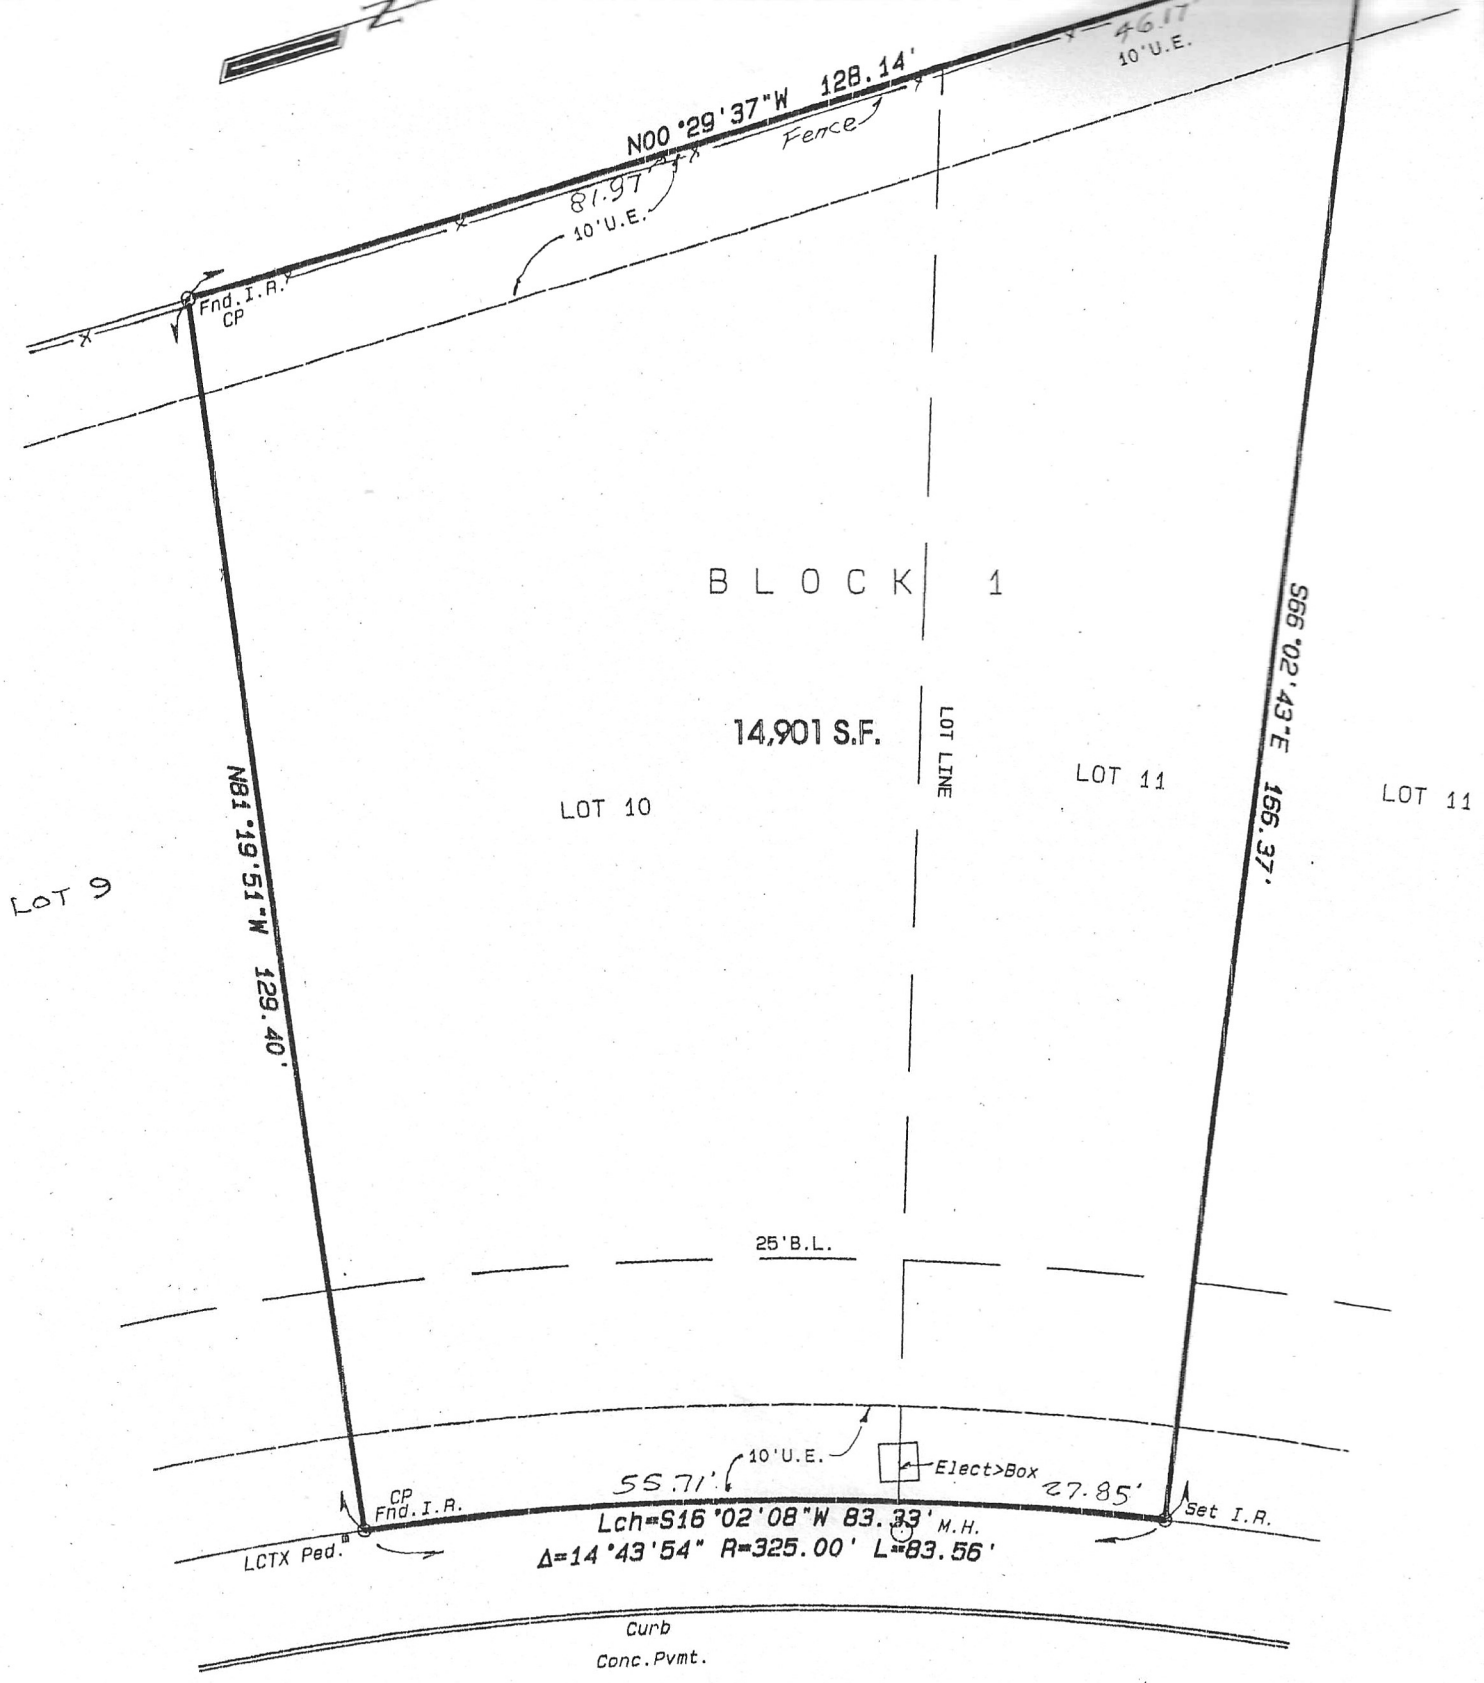 N
46.17'
10'U.E.
N00°29'37"W 128.14'
Fence
81.97'
10'U.E.
Fnd.I.R.
CP
BLOCK 1
S66°02'43"E 166.37'
14,901 S.F.
LOT LINE
LOT 10
LOT 11
LOT 11
N81°19'51"W 129.40'
LOT 9
25'B.L.
10'U.E.
Elect>Box
55.71'
27.85'
CP
Fnd.I.R.
Set I.R.
Lch=S16°02'08"W 83.33'
M.H.
LCTX Ped.
Δ=14°43'54" R=325.00' L=83.56'
Curb
Conc.Pvmt.